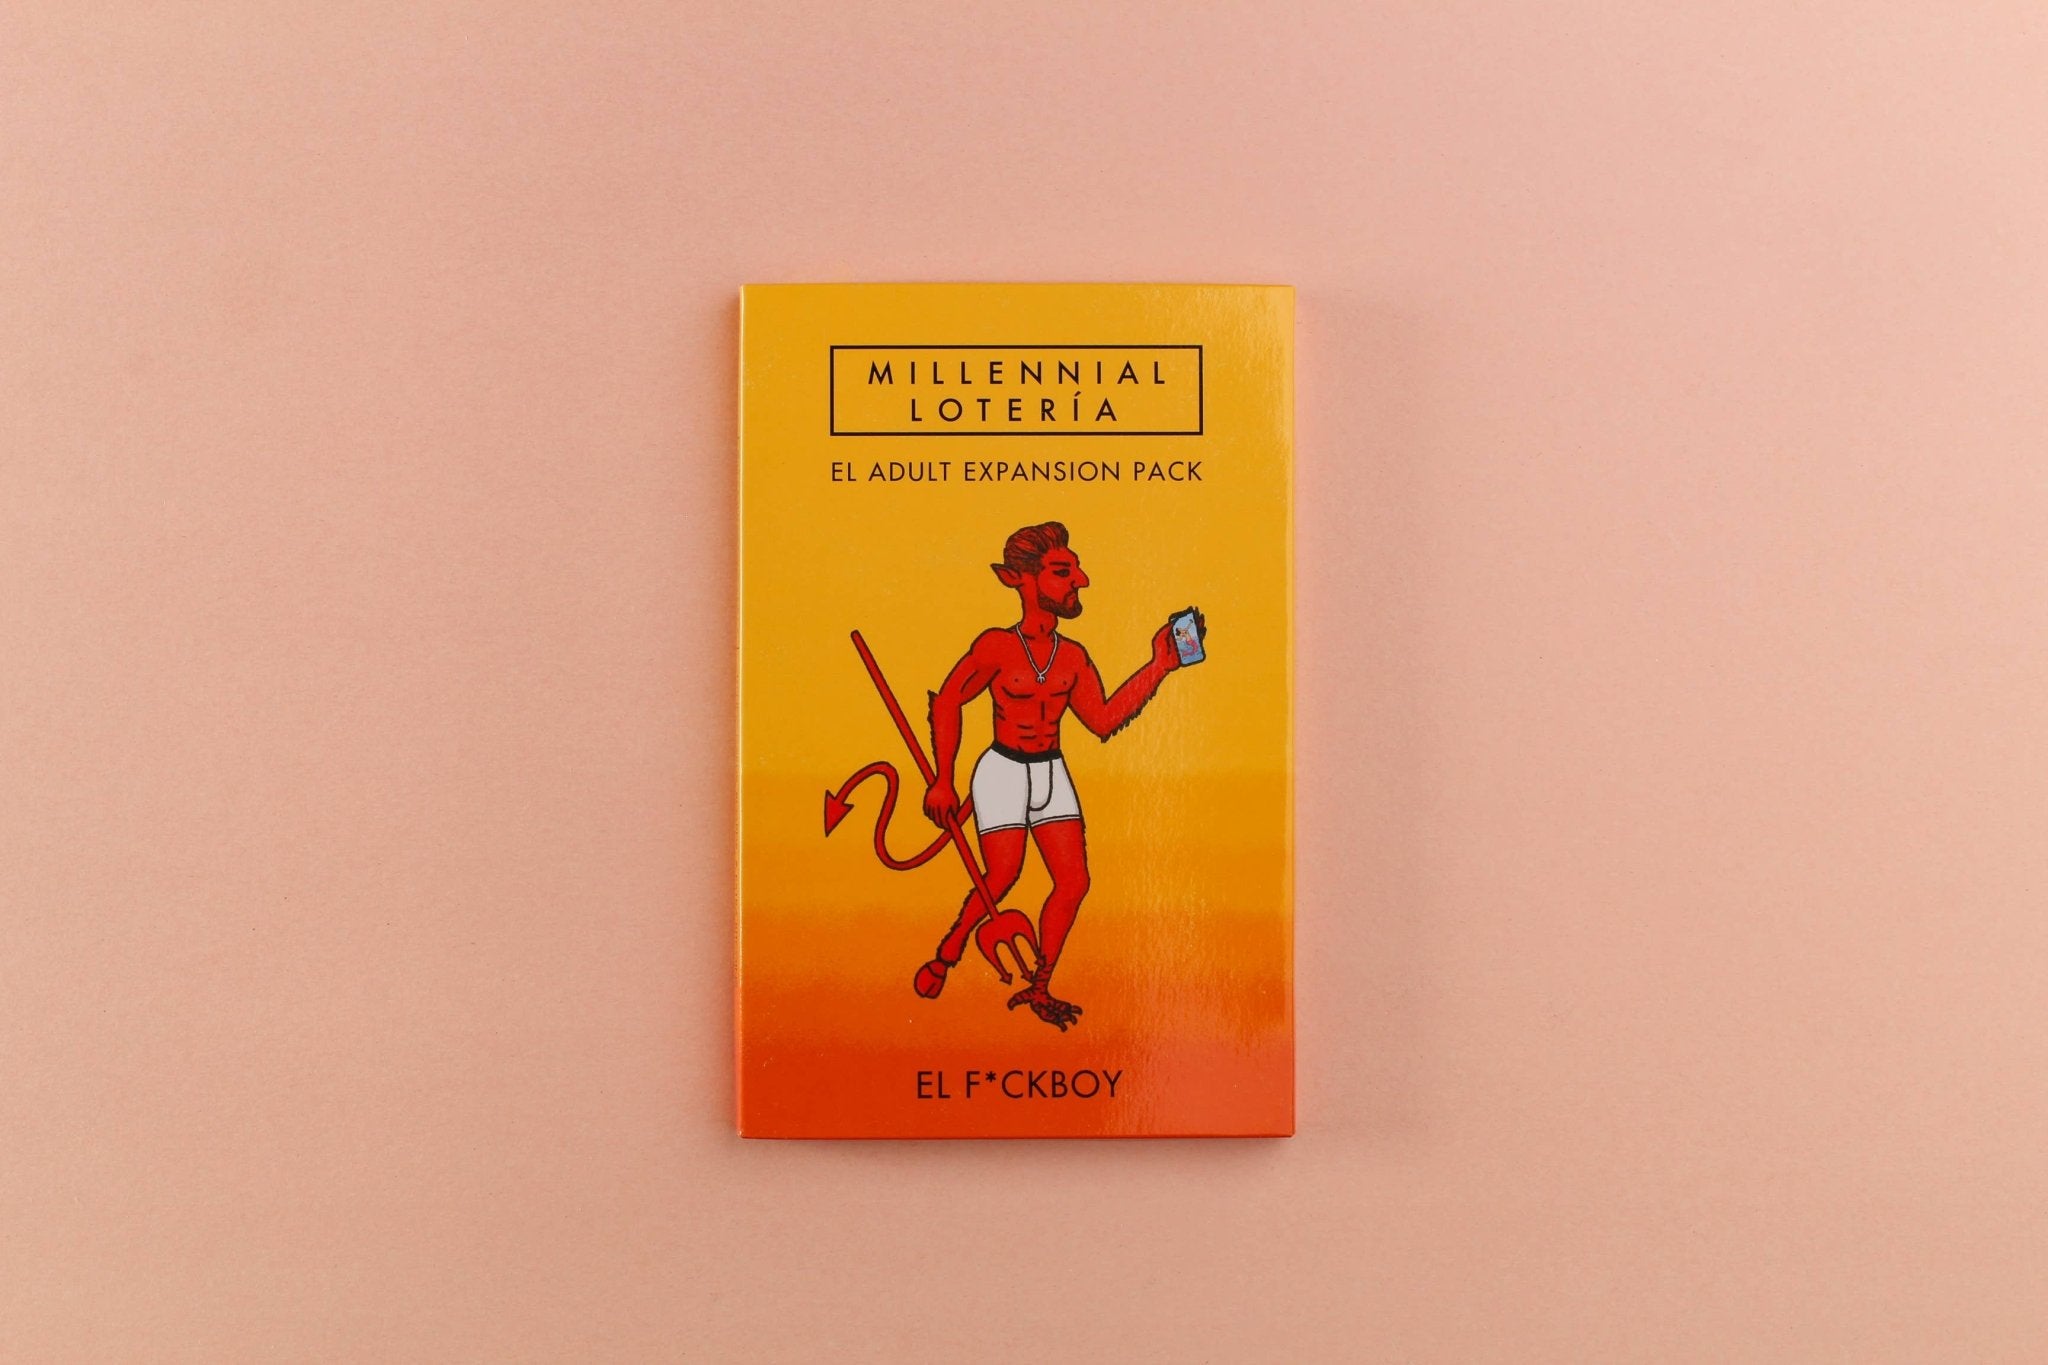 MILLENNIAL
LOTERÍA
EL ADULT EXPANSION PACK
EL F*CKBOY